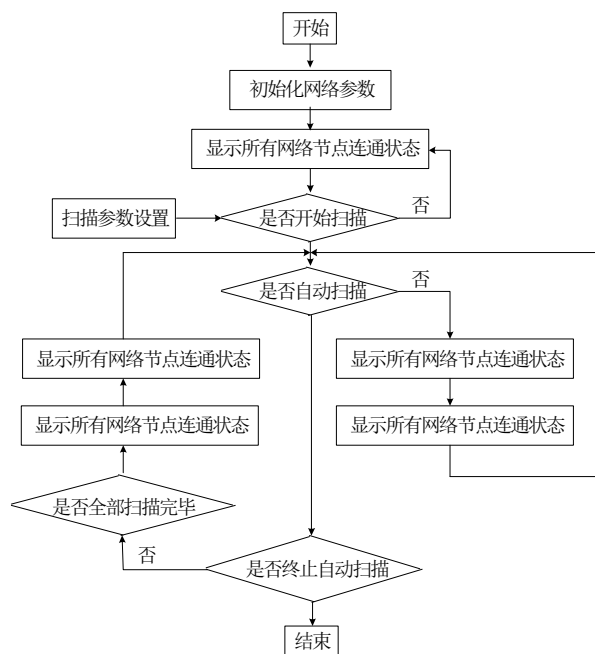 开始
初始化网络参数
显示所有网络节点连通状态
扫描参数设置
是否开始扫描
否
是否自动扫描
否
显示所有网络节点连通状态
显示所有网络节点连通状态
显示所有网络节点连通状态
显示所有网络节点连通状态
是否全部扫描完毕
否
是否终止自动扫描
结束